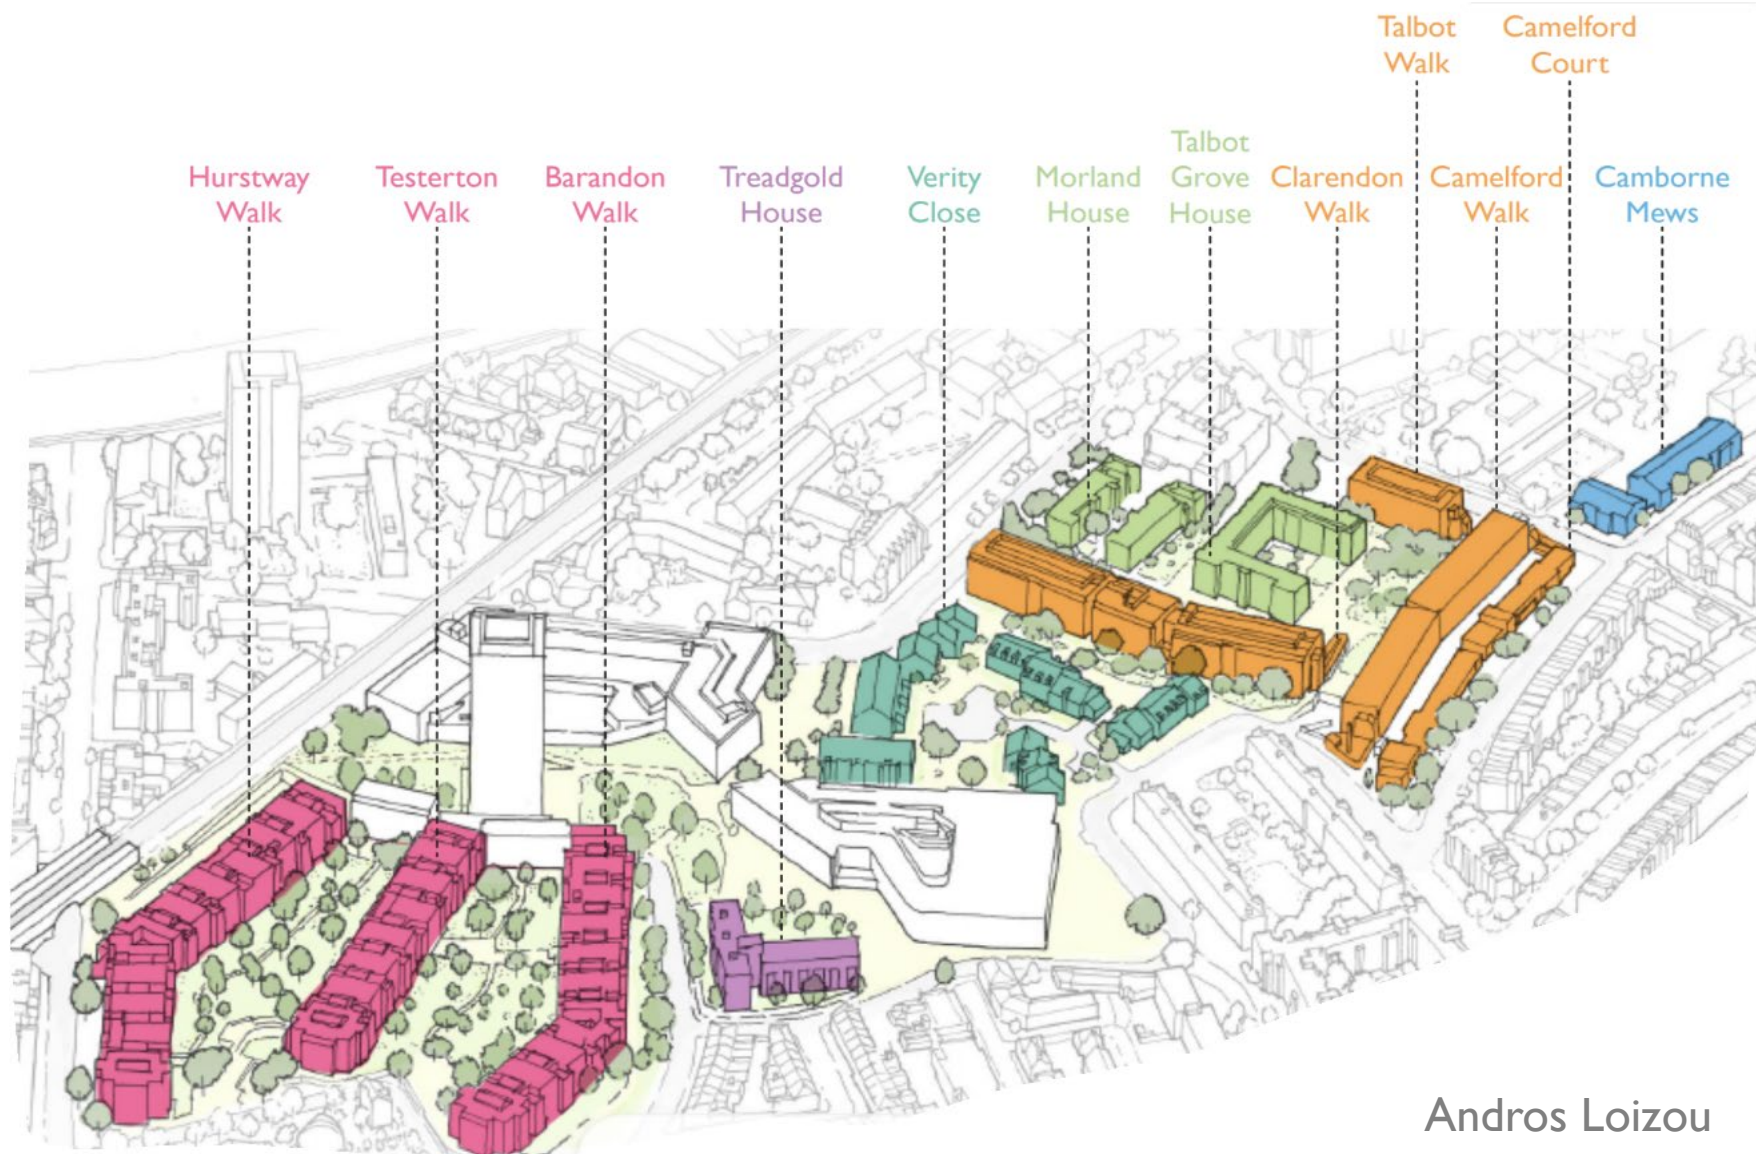 Talbot
Walk
Camelford
Court
Hurstway
Walk
Testerton
Walk
Barandon
Walk
Treadgold
House
Verity
Close
Morland
House
Talbot
Grove
House
Clarendon
Walk
Camelford
Walk
Camborne
Mews
Andros Loizou